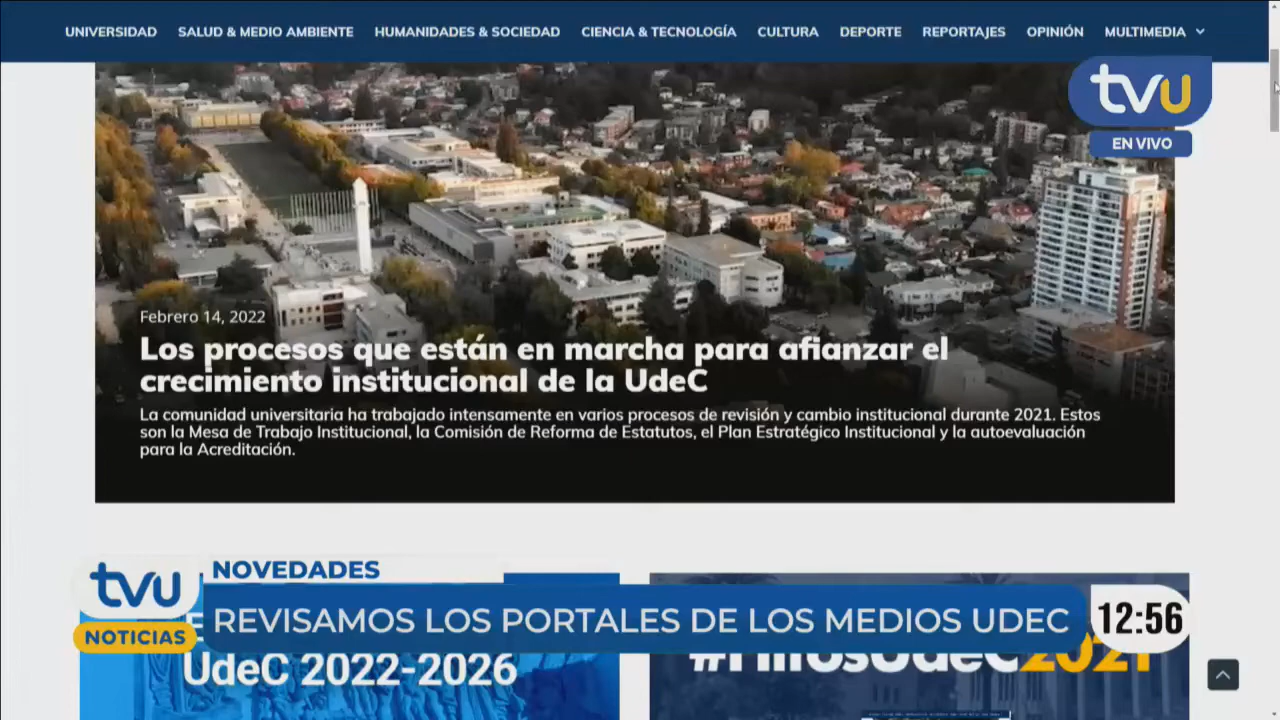 UNIVERSIDAD SALUD & MEDIO AMBIENTE HUMANIDADES & SOCIEDAD CIENCIA & TECNOLOGÍA CULTURA DEPORTE REPORTAJES OPINIÓN MULTIMEDIA
tvu
EN VIVO
Febrero 14, 2022
Los procesos que están en marcha para afianzar el
crecimiento institucional de la UdeC
La comunidad universitaria ha trabajado intensamente en varios procesos de revisión y cambio institucional durante 2021. Estos
son la Mesa de Trabajo Institucional, la Comisión de Reforma de Estatutos, el Plan Estratégico Institucional y la autoevaluación
para la Acreditación.
tvu
NOTICIAS
NOVEDADES
REVISAMOS LOS PORTALES DE LOS MEDIOS UDEC
12:56
UdeC 2022-2026
#HitosUdeC2021